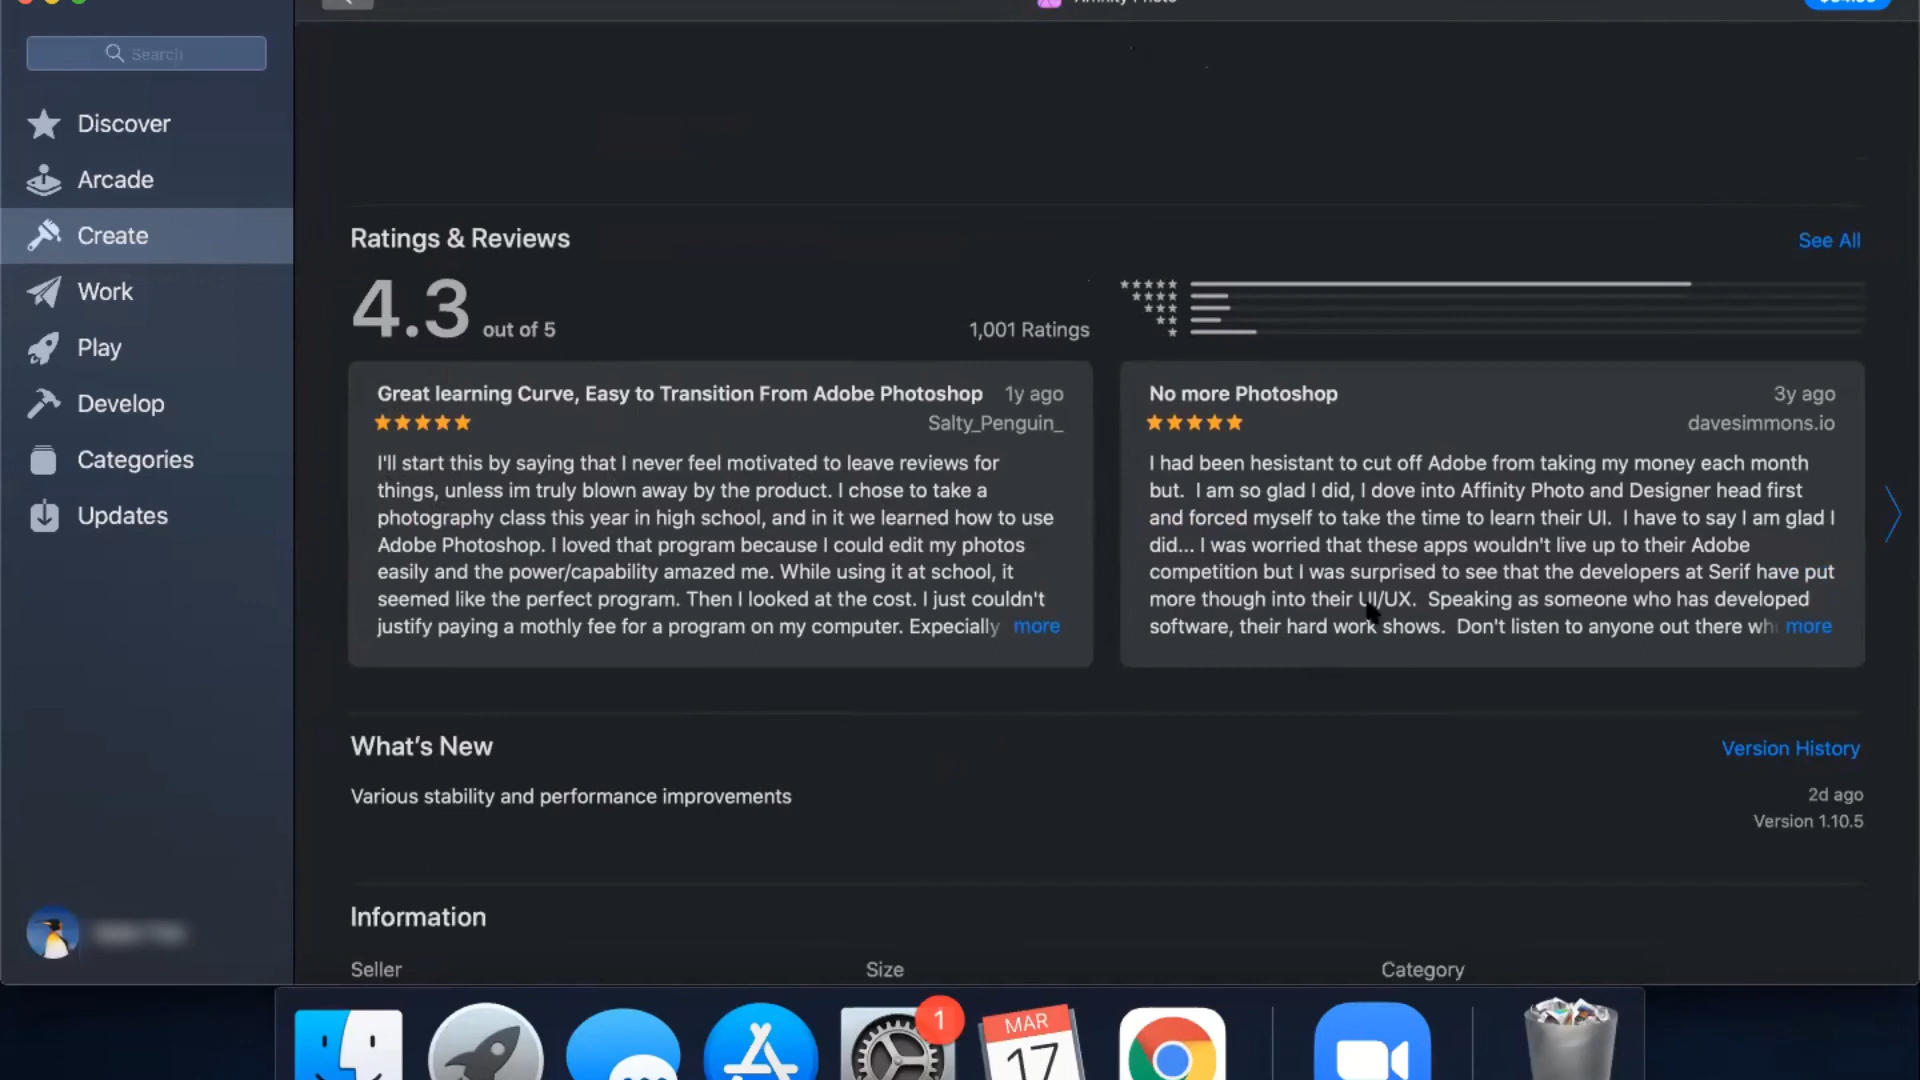 Search
Discover
Arcade
Create
Work
Play
Develop
Categories
Updates
Affinity Photo
Ratings & Reviews
See All
4.3 out of 5
1,001 Ratings
Great learning Curve, Easy to Transition From Adobe Photoshop 1y ago
Salty_Penguin_
I'll start this by saying that I never feel motivated to leave reviews for
things, unless im truly blown away by the product. I chose to take a
photography class this year in high school, and in it we learned how to use
Adobe Photoshop. I loved that program because I could edit my photos
easily and the power/capability amazed me. While using it at school, it
seemed like the perfect program. Then I looked at the cost. I just couldn't
justify paying a mothly fee for a program on my computer. Expecially more
No more Photoshop 3y ago
davesimmons.io
I had been hesistant to cut off Adobe from taking my money each month
but. I am so glad I did, I dove into Affinity Photo and Designer head first
and forced myself to take the time to learn their UI. I have to say I am glad I
did... I was worried that these apps wouldn't live up to their Adobe
competition but I was surprised to see that the developers at Serif have put
more though into their UI/UX. Speaking as someone who has developed
software, their hard work shows. Don't listen to anyone out there more
What's New
Version History
Various stability and performance improvements
2d ago
Version 1.10.5
Information
Seller
Size
Category
1
MAR
17